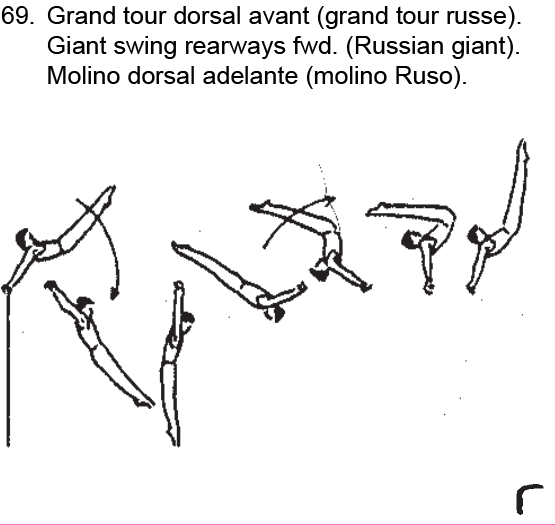 69. Grand tour dorsal avant (grand tour russe).
Giant swing rearways fwd. (Russian giant).
Molino dorsal adelante (molino Ruso).